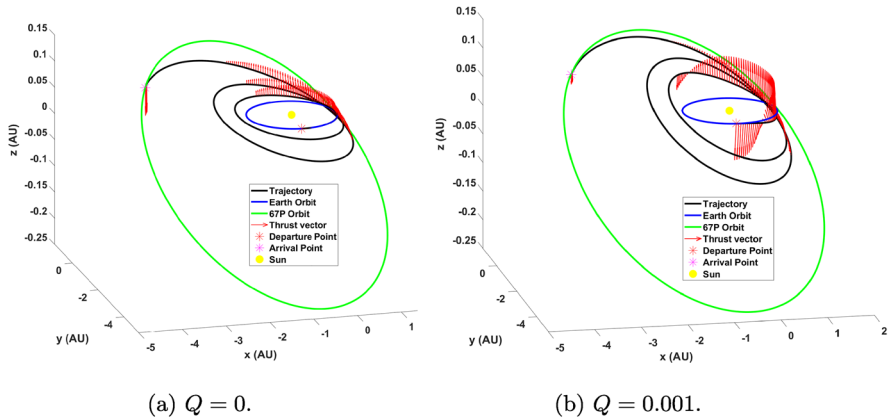 0.15
0.1
0.05
0
-0.05
-0.1
-0.15
-0.2
-0.25
z (AU)
0
-2
-4
y (AU)
-5
-4
-3
-2
-1
0
1
x (AU)
Trajectory
Earth Orbit
67P Orbit
Thrust vector
Departure Point
Arrival Point
Sun
(a) Q = 0.
0.15
0.1
0.05
0
-0.05
-0.1
-0.15
-0.2
-0.25
z (AU)
0
-2
-4
y (AU)
-5
-4
-3
-2
-1
0
1
2
x (AU)
Trajectory
Earth Orbit
67P Orbit
Thrust vector
Departure Point
Arrival Point
Sun
(b) Q = 0.001.